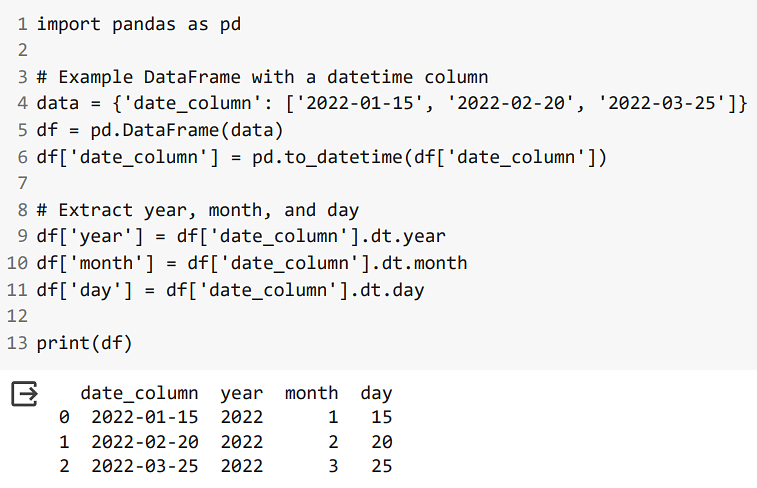 1 import pandas as pd
2
3 # Example DataFrame with a datetime column
4 data = {'date_column': ['2022-01-15', '2022-02-20', '2022-03-25']}
5 df = pd.DataFrame(data)
6 df['date_column'] = pd.to_datetime(df['date_column'])
7
8 # Extract year, month, and day
9 df['year'] = df['date_column'].dt.year
10 df['month'] = df['date_column'].dt.month
11 df['day'] = df['date_column'].dt.day
12
13 print(df)
  date_column  year  month  day
0  2022-01-15  2022      1   15
1  2022-02-20  2022      2   20
2  2022-03-25  2022      3   25